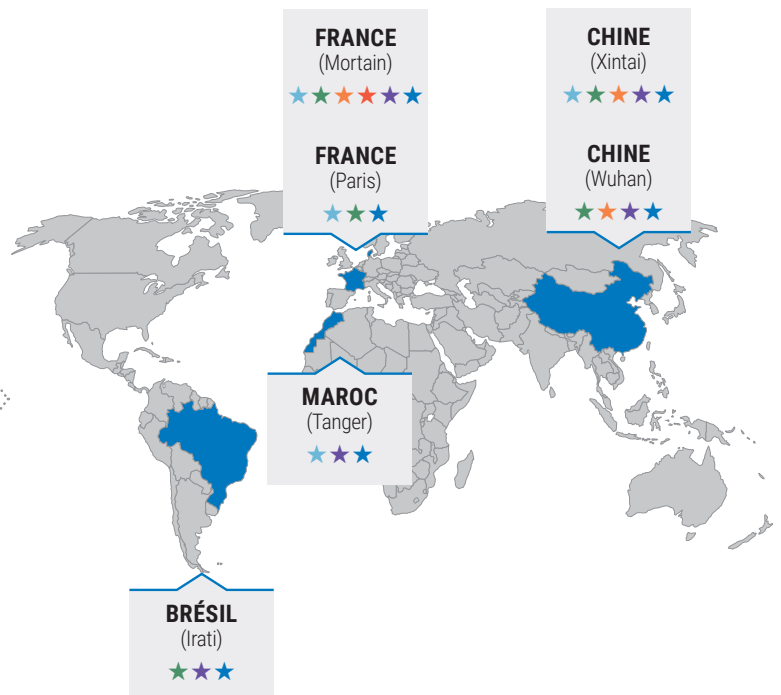 FRANCE
(Mortain)
FRANCE
(Paris)
CHINE
(Xintai)
CHINE
(Wuhan)
MAROC
(Tanger)
BRÉSIL
(Irati)